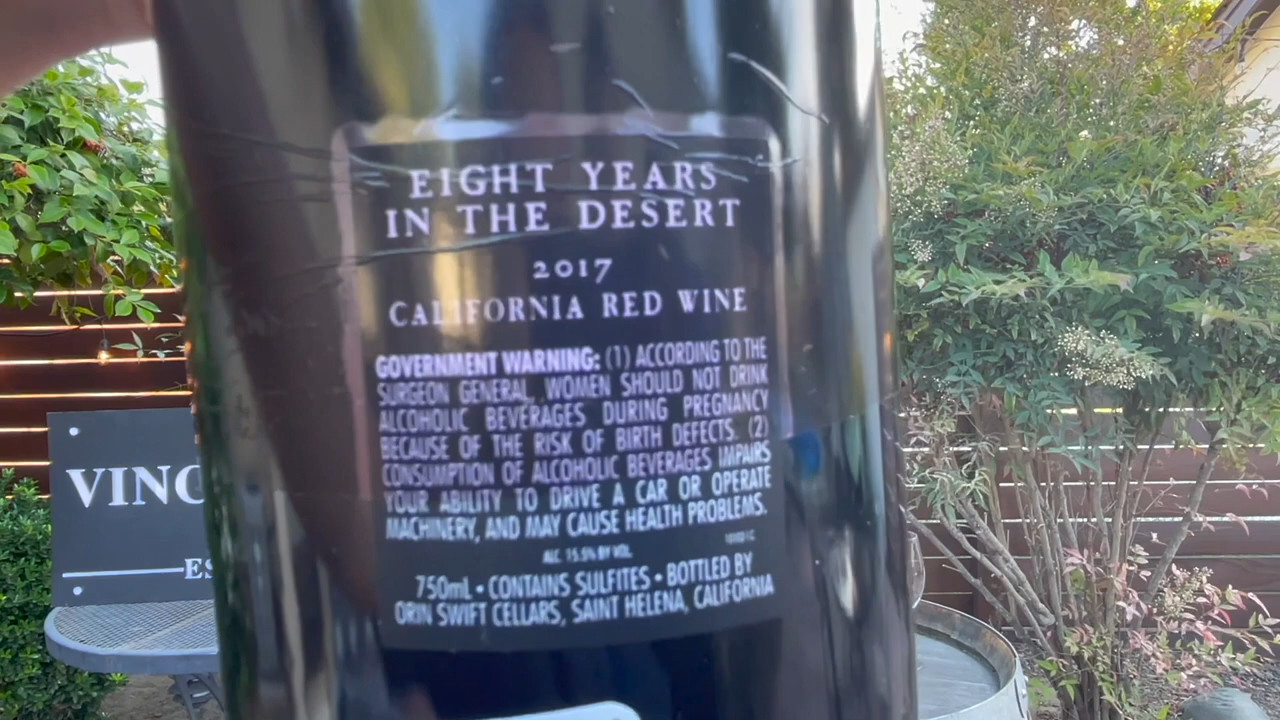 EIGHT YEARS
IN THE DESERT
2017
CALIFORNIA RED WINE
GOVERNMENT WARNING: (1) ACCORDING TO THE
SURGEON GENERAL, WOMEN SHOULD NOT DRINK
ALCOHOLIC BEVERAGES DURING PREGNANCY
BECAUSE OF THE RISK OF BIRTH DEFECTS. (2)
CONSUMPTION OF ALCOHOLIC BEVERAGES IMPAIRS
YOUR ABILITY TO DRIVE A CAR OR OPERATE
MACHINERY, AND MAY CAUSE HEALTH PROBLEMS.
ALC. 15.5% BY VOL.
750mL • CONTAINS SULFITES • BOTTLED BY
ORIN SWIFT CELLARS, SAINT HELENA, CALIFORNIA
VINO
ES